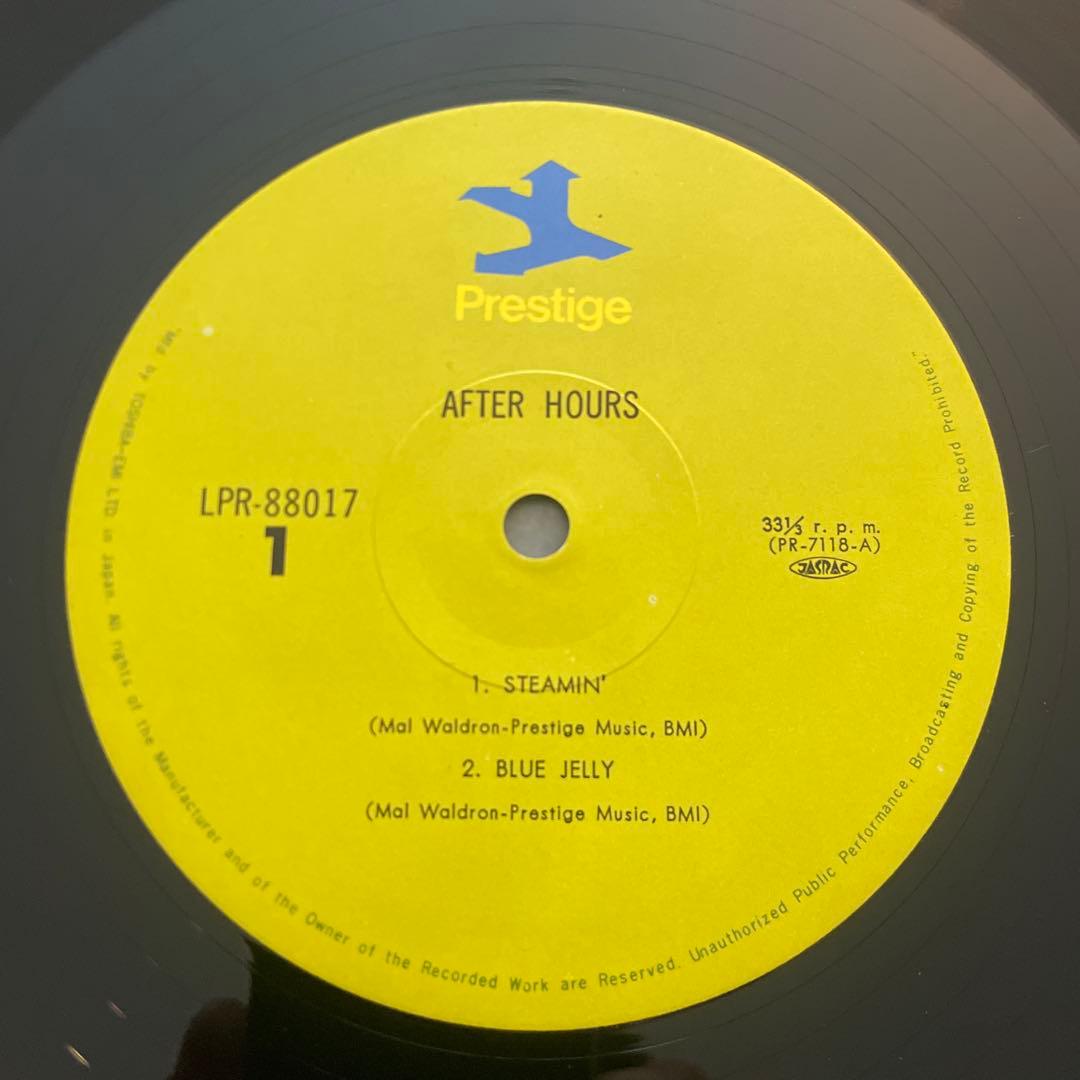 Prestige
AFTER HOURS
LPR-88017
1
33 1/3 r. p. m.
(PR-7118-A)
JASRAC
1. STEAMIN'
(Mal Waldron-Prestige Music, BMI)
2. BLUE JELLY
(Mal Waldron-Prestige Music, BMI)
"Mfd by TOSHIBA-EMI LTD. in Japan. All rights of the Manufacturer and of the Owner of the Recorded Work are Reserved. Unauthorized Public Performance, Broadcasting and Copying of the Record Prohibited."